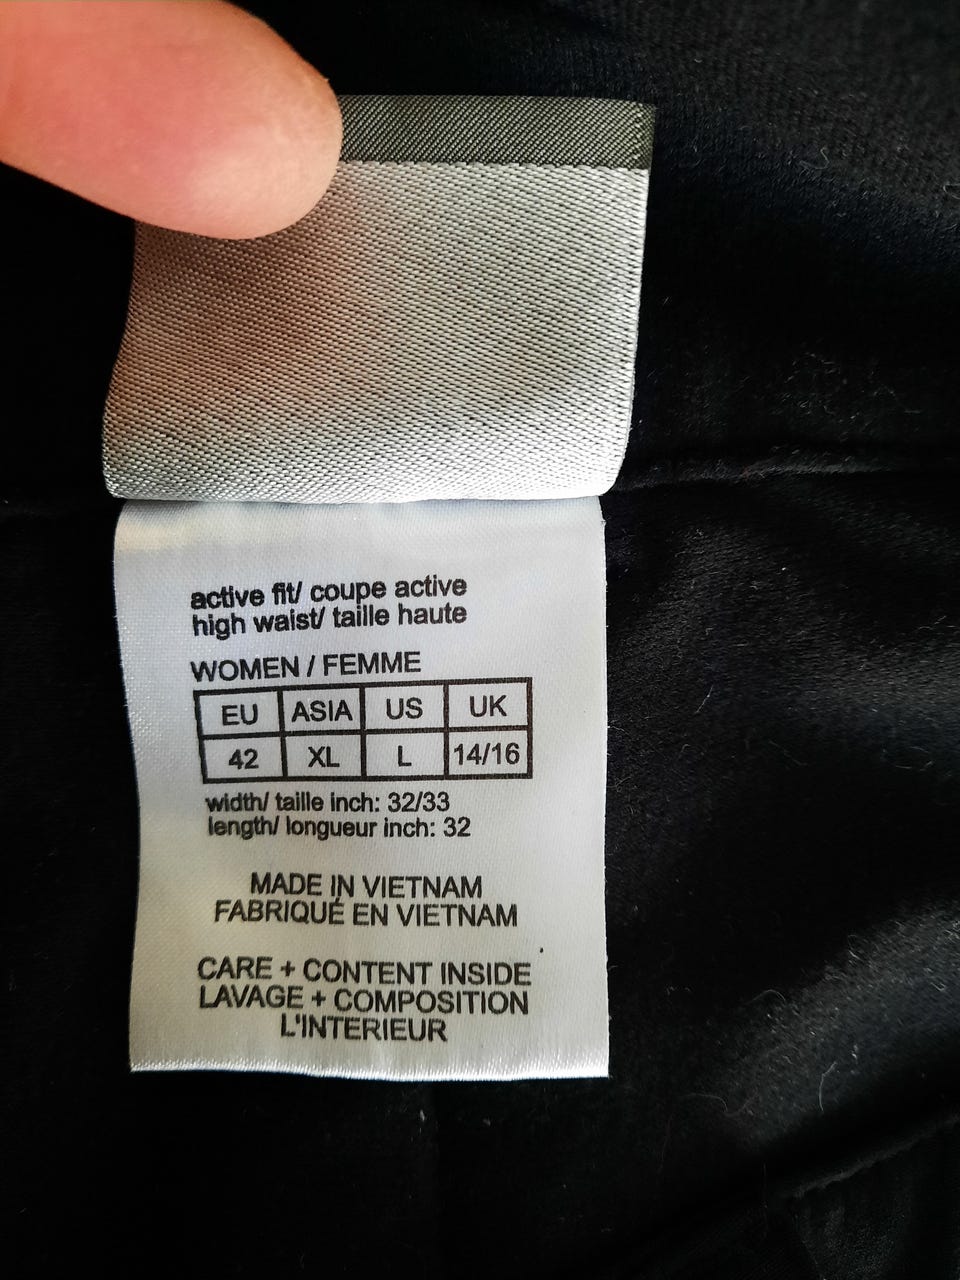 active fit/ coupe active
high waist/ taille haute
WOMEN / FEMME
EU ASIA US UK
42 XL L 14/16
width/ taille inch: 32/33
length/ longueur inch: 32
MADE IN VIETNAM
FABRIQUÉ EN VIETNAM
CARE + CONTENT INSIDE
LAVAGE + COMPOSITION
L'INTERIEUR